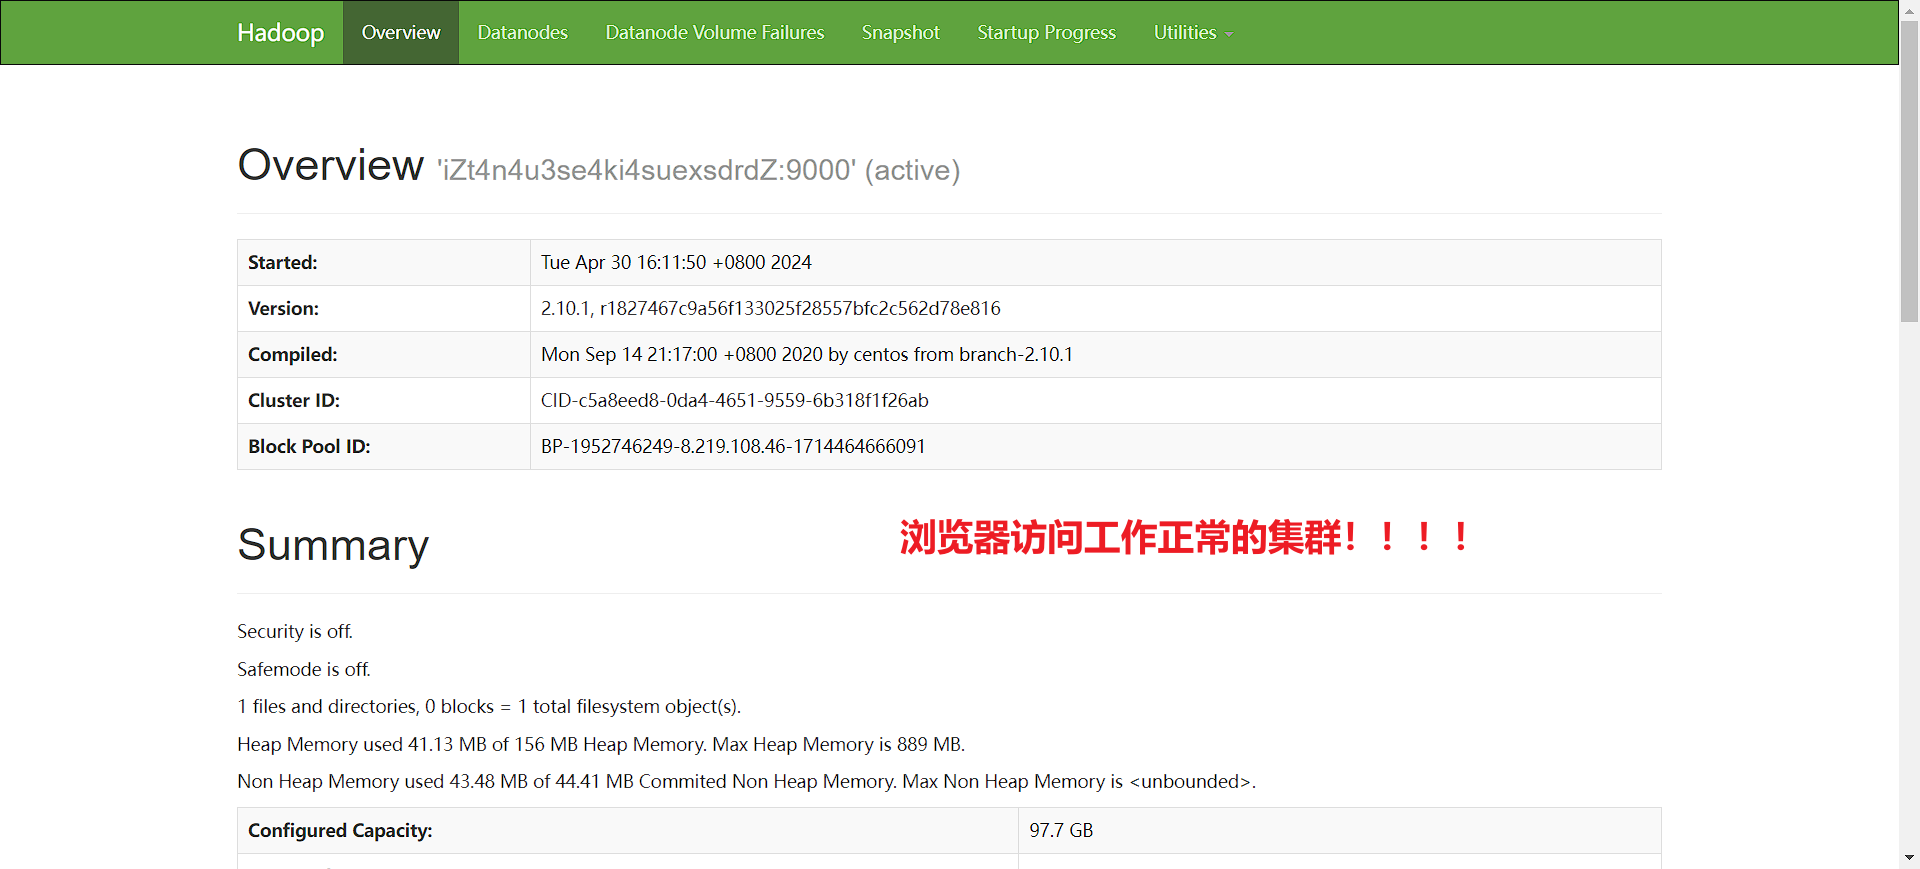 Hadoop Overview Datanodes Datanode Volume Failures Snapshot Startup Progress Utilities
Overview 'iZt4n4u3se4ki4suexsdrdZ:9000' (active)
Started: Tue Apr 30 16:11:50 +0800 2024
Version: 2.10.1, r1827467c9a56f133025f28557bfc2c562d78e816
Compiled: Mon Sep 14 21:17:00 +0800 2020 by centos from branch-2.10.1
Cluster ID: CID-c5a8eed8-0da4-4651-9559-6b318f1f26ab
Block Pool ID: BP-1952746249-8.219.108.46-1714464666091
浏览器访问工作正常的集群！！！！
Summary
Security is off.
Safemode is off.
1 files and directories, 0 blocks = 1 total filesystem object(s).
Heap Memory used 41.13 MB of 156 MB Heap Memory. Max Heap Memory is 889 MB.
Non Heap Memory used 43.48 MB of 44.41 MB Commited Non Heap Memory. Max Non Heap Memory is <unbounded>.
Configured Capacity: 97.7 GB